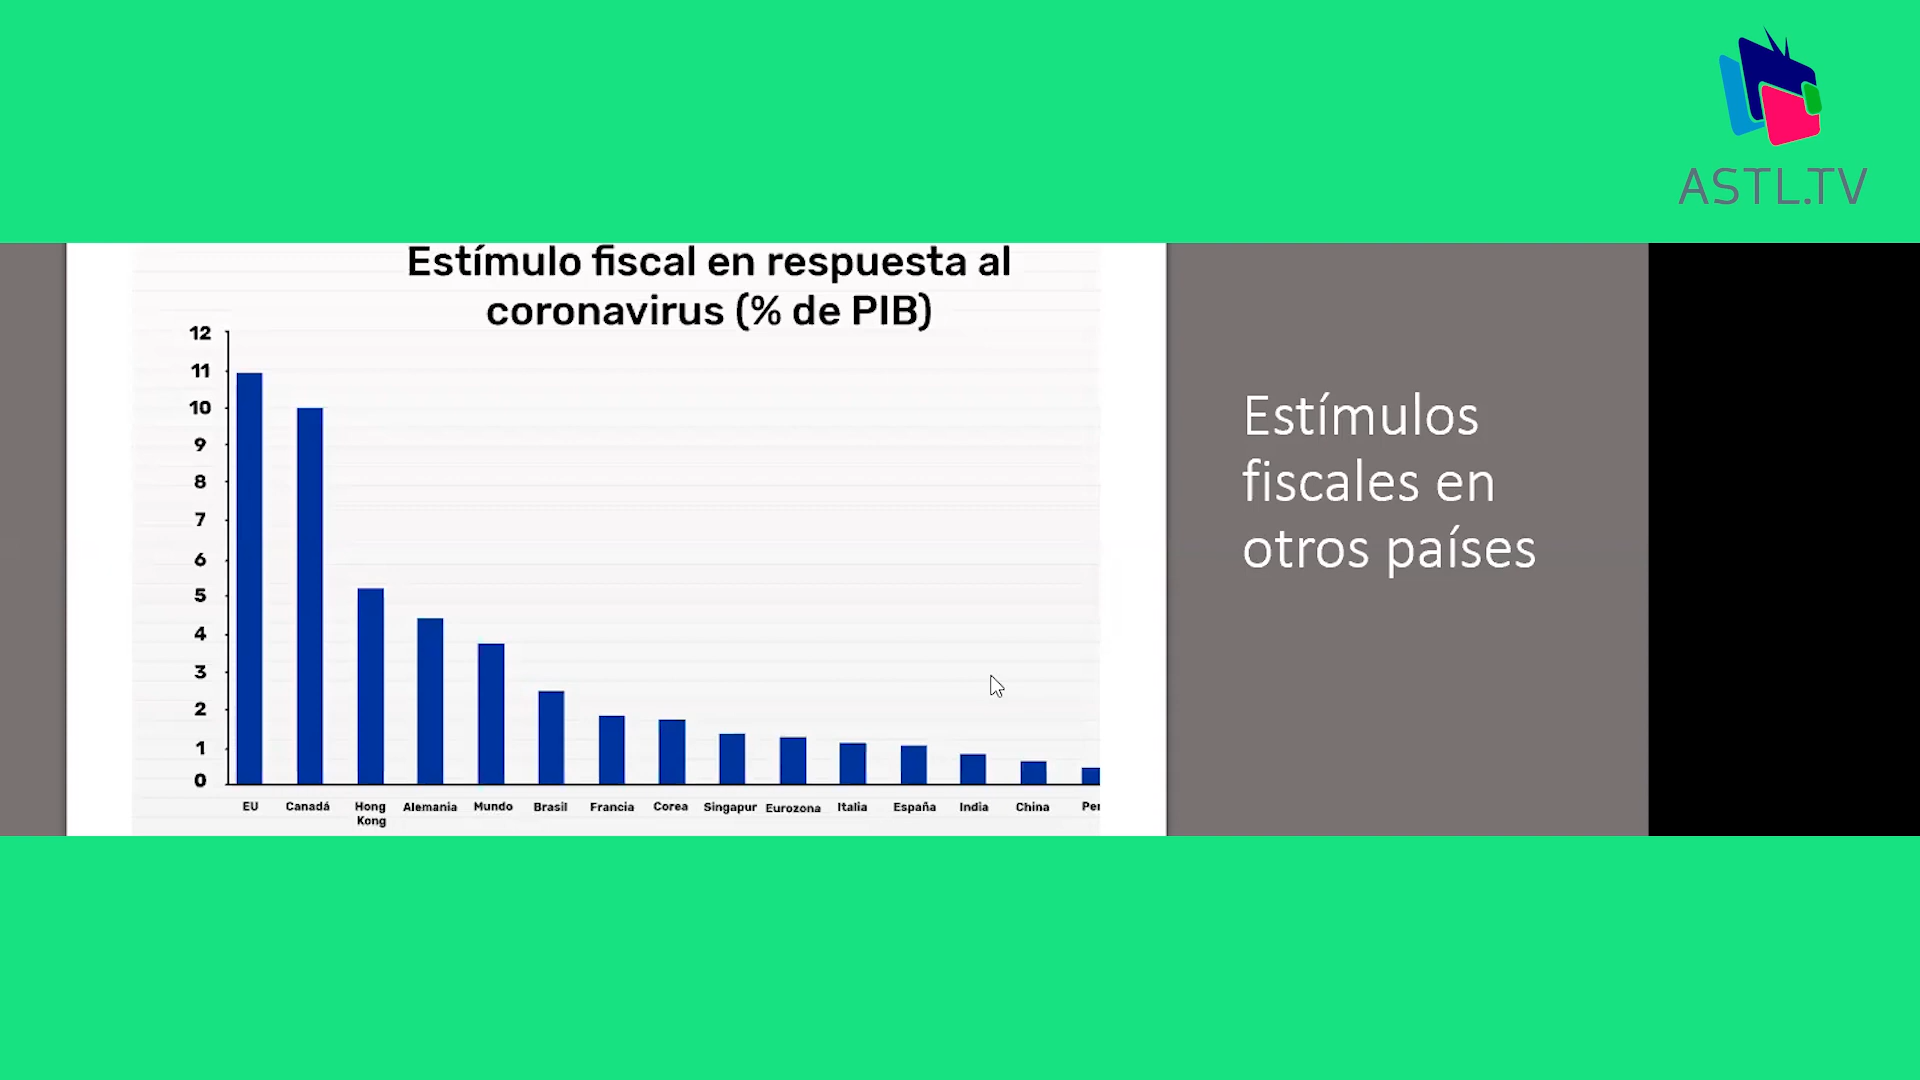 ASTL.TV
Estímulo fiscal en respuesta al
coronavirus (% de PIB)
12
11
10
9
8
7
6
5
4
3
2
1
0
EU Canadá Hong Kong Alemania Mundo Brasil Francia Corea Singapur Eurozona Italia España India China
Estímulos
fiscales en
otros países